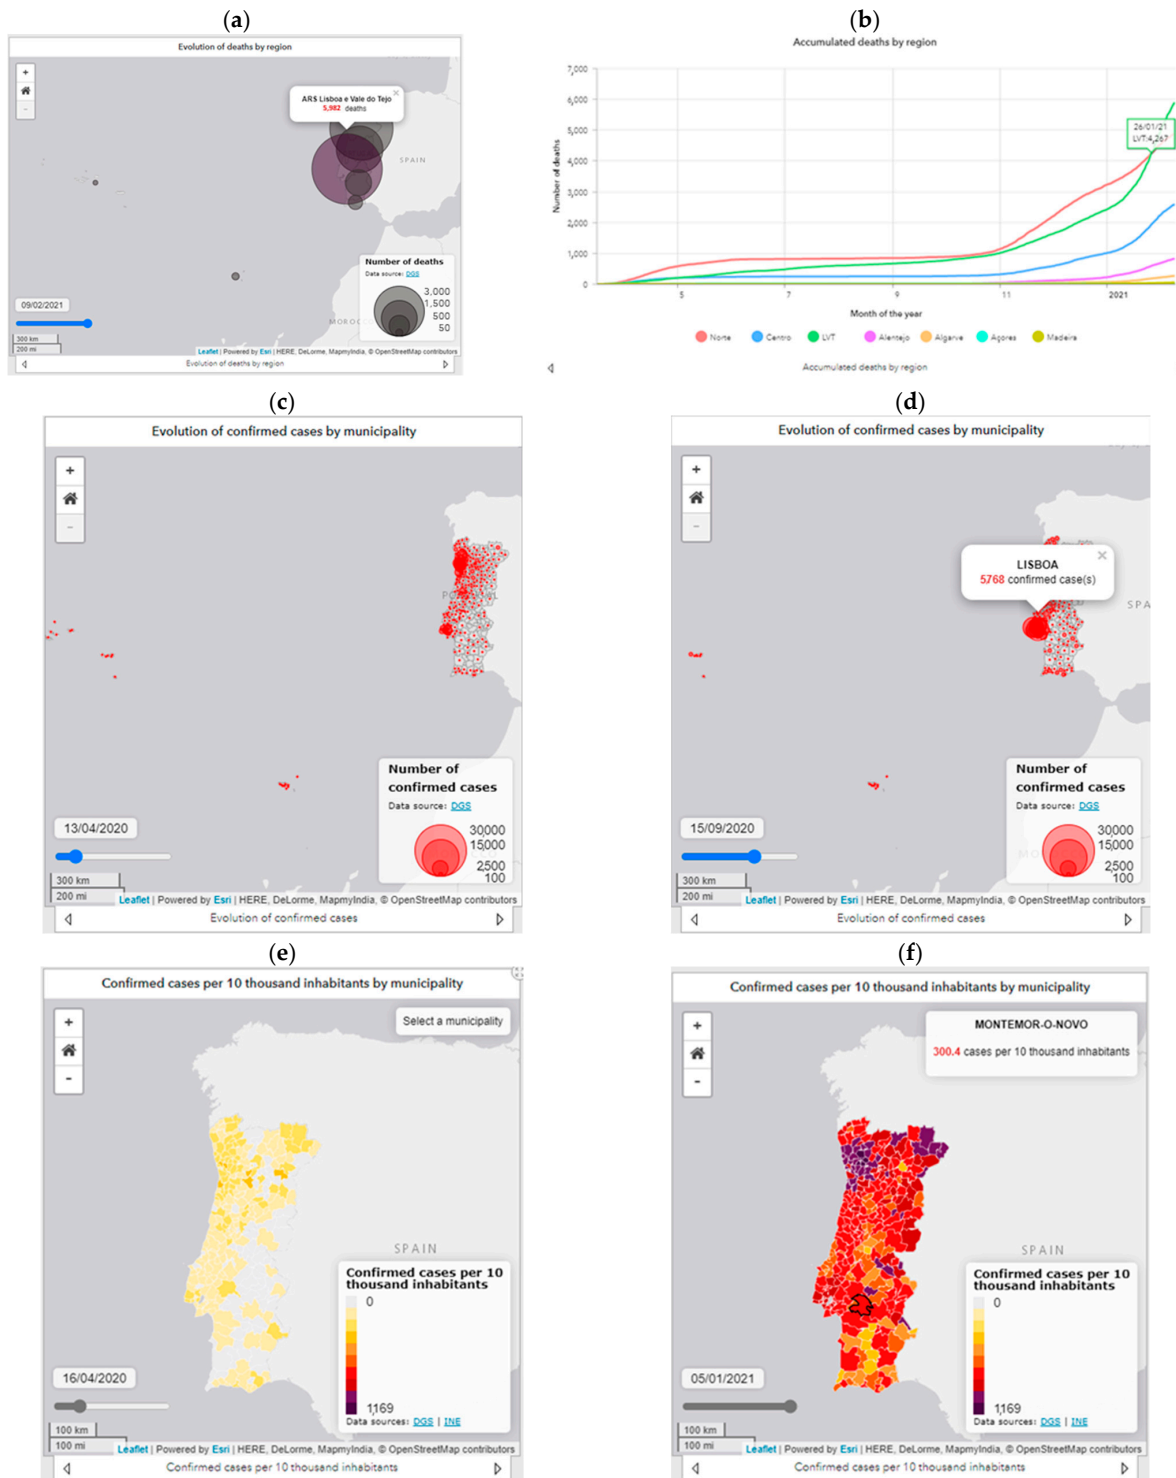 (a)
Evolution of deaths by region
+
−
ARS Lisboa e Vale do Tejo
5,982 deaths
×
SPAIN
MOROCC
Number of deaths
Data source: DGS
3,000
1,500
500
50
09/02/2021
300 km
200 mi
Leaflet | Powered by Esri | HERE, DeLorme, MapmyIndia, © OpenStreetMap contributors
Evolution of deaths by region
(b)
Accumulated deaths by region
Number of deaths
7,000
6,000
5,000
4,000
3,000
2,000
1,000
0
26/01/21
LVT:4,267
5
7
9
11
2021
Month of the year
Norte
Centro
LVT
Alentejo
Algarve
Açores
Madeira
Accumulated deaths by region
(c)
Evolution of confirmed cases by municipality
+
−
Number of
confirmed cases
Data source: DGS
30,000
15,000
2,500
100
13/04/2020
300 km
200 mi
Leaflet | Powered by Esri | HERE, DeLorme, MapmyIndia, © OpenStreetMap contributors
Evolution of confirmed cases
(d)
Evolution of confirmed cases by municipality
+
−
LISBOA
5,768 confirmed case(s)
×
SPA
Number of
confirmed cases
Data source: DGS
30,000
15,000
2,500
100
15/09/2020
300 km
200 mi
Leaflet | Powered by Esri | HERE, DeLorme, MapmyIndia, © OpenStreetMap contributors
Evolution of confirmed cases
(e)
Confirmed cases per 10 thousand inhabitants by municipality
+
-
Select a municipality
SPAIN
Confirmed cases per 10
thousand inhabitants
0
1,169
Data sources: DGS | INE
16/04/2020
100 km
100 mi
Leaflet | Powered by Esri | HERE, DeLorme, MapmyIndia, © OpenStreetMap contributors
Confirmed cases per 10 thousand inhabitants
(f)
Confirmed cases per 10 thousand inhabitants by municipality
+
-
MONTEMOR-O-NOVO
300.4 cases per 10 thousand inhabitants
SPAIN
Confirmed cases per 10
thousand inhabitants
0
1,169
Data sources: DGS | INE
05/01/2021
100 km
100 mi
Leaflet | Powered by Esri | HERE, DeLorme, MapmyIndia, © OpenStreetMap contributors
Confirmed cases per 10 thousand inhabitants